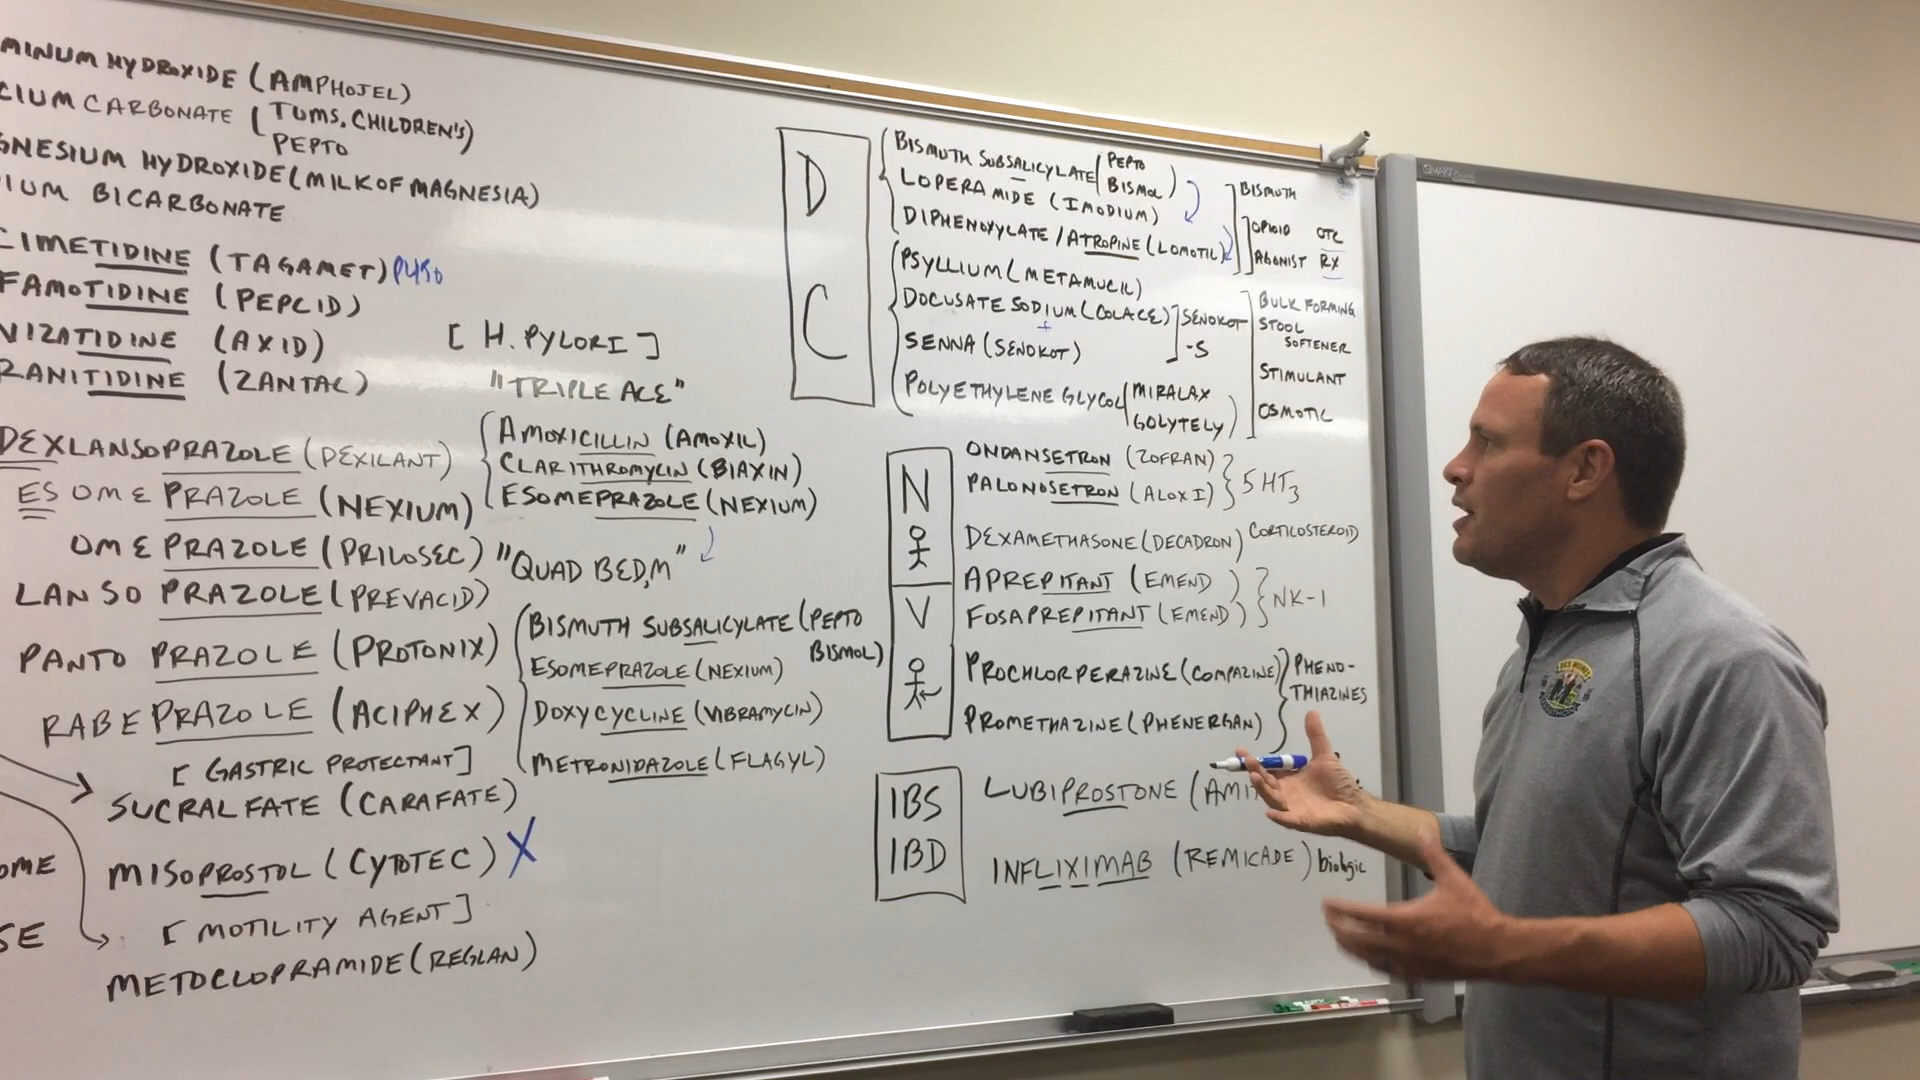 MINUM HYDROXIDE (AMPHOJEL)
CIUM CARBONATE (TUMS, CHILDREN'S)
PEPTO
GNESIUM HYDROXIDE (MILK OF MAGNESIA)
IUM BICARBONATE
CIMETIDINE (TAGAMET) P450
FAMOTIDINE (PEPCID)
NIZATIDINE (AXID)
RANITIDINE (ZANTAC)
DEXLANSOPRAZOLE (DEXILANT)
ESOMEPRAZOLE (NEXIUM)
OMEPRAZOLE (PRILOSEC)
LANSOPRAZOLE (PREVACID)
PANTOPRAZOLE (PROTONIX)
RABEPRAZOLE (ACIPHEX)
[GASTRIC PROTECTANT]
SUCRALFATE (CARAFATE)
MISOPROSTOL (CYTOTEC) X
[MOTILITY AGENT]
METOCLOPRAMIDE (REGLAN)
OME
SE
[H. PYLORI]
"TRIPLE ACE"
AMOXICILLIN (AMOXIL)
CLARITHROMYCIN (BIAXIN)
ESOMEPRAZOLE (NEXIUM)
"QUAD BED,M"
BISMUTH SUBSALICYLATE (PEPTO
BISMOL)
ESOMEPRAZOLE (NEXIUM)
DOXYCYCLINE (VIBRAMYCIN)
METRONIDAZOLE (FLAGYL)
D
C
BISMUTH SUBSALICYLATE (PEPTO
BISMOL)
LOPERAMIDE (IMODIUM)
DIPHENOXYLATE/ATROPINE (LOMOTIL)
BISMUTH
OPIOID OTC
AGONIST RX
PSYLLIUM (METAMUCIL)
DOCUSATE SODIUM (COLACE)
+
SENNA (SENOKOT)
SENOKOT
-S
POLYETHYLENE GLYCOL (MIRALAX
GOLYTELY)
BULK FORMING
STOOL
SOFTENER
STIMULANT
OSMOTIC
N
V
ONDANSETRON (ZOFRAN)
PALONOSETRON (ALOXI)
5HT3
DEXAMETHASONE (DECADRON) CORTICOSTEROID
APREPITANT (EMEND)
FOSAPREPITANT (EMEND)
NK-1
PROCHLORPERAZINE (COMPAZINE)
PROMETHAZINE (PHENERGAN)
PHENO-
THIAZINES
IBS
IBD
LUBIPROSTONE (AMIT
INFLIXIMAB (REMICADE) biologic
SMART